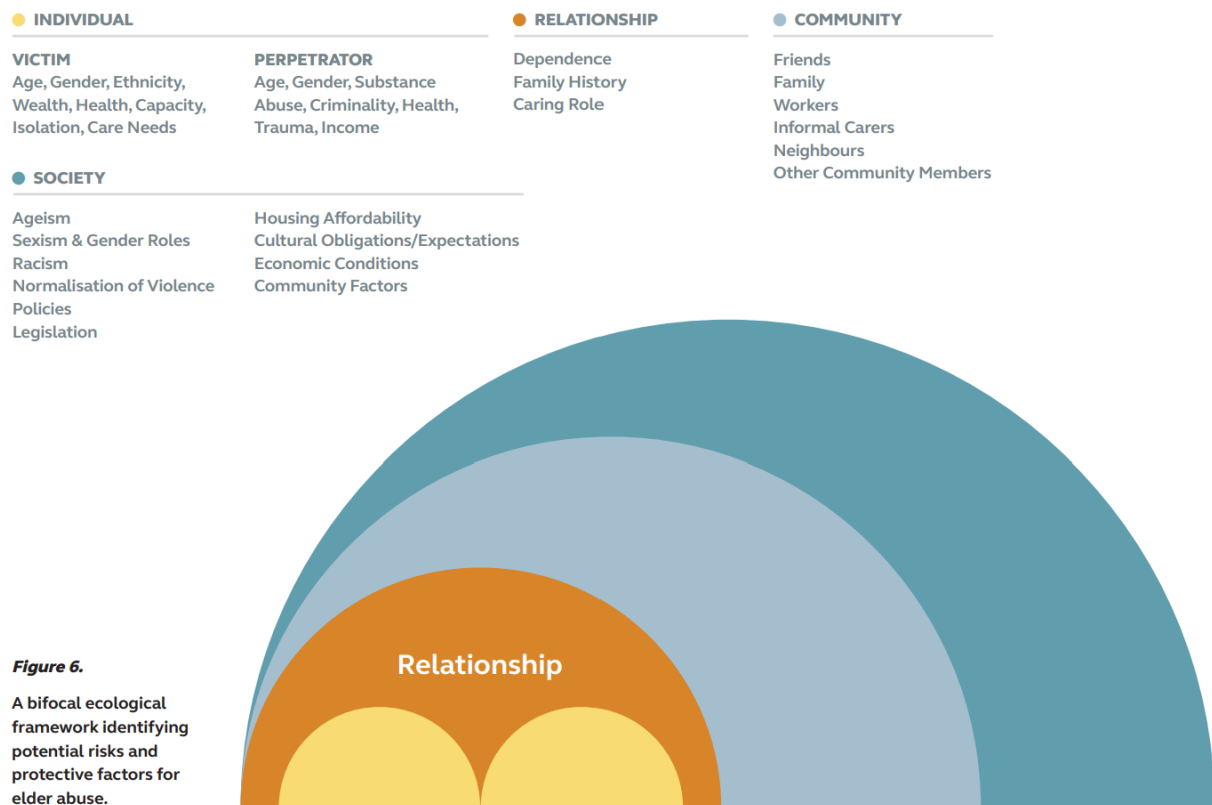 INDIVIDUAL
VICTIM
Age, Gender, Ethnicity,
Wealth, Health, Capacity,
Isolation, Care Needs
PERPETRATOR
Age, Gender, Substance
Abuse, Criminality, Health,
Trauma, Income
RELATIONSHIP
Dependence
Family History
Caring Role
COMMUNITY
Friends
Family
Workers
Informal Carers
Neighbours
Other Community Members
SOCIETY
Ageism
Sexism & Gender Roles
Racism
Normalisation of Violence
Policies
Legislation
Housing Affordability
Cultural Obligations/Expectations
Economic Conditions
Community Factors
Relationship
Figure 6.
A bifocal ecological
framework identifying
potential risks and
protective factors for
elder abuse.